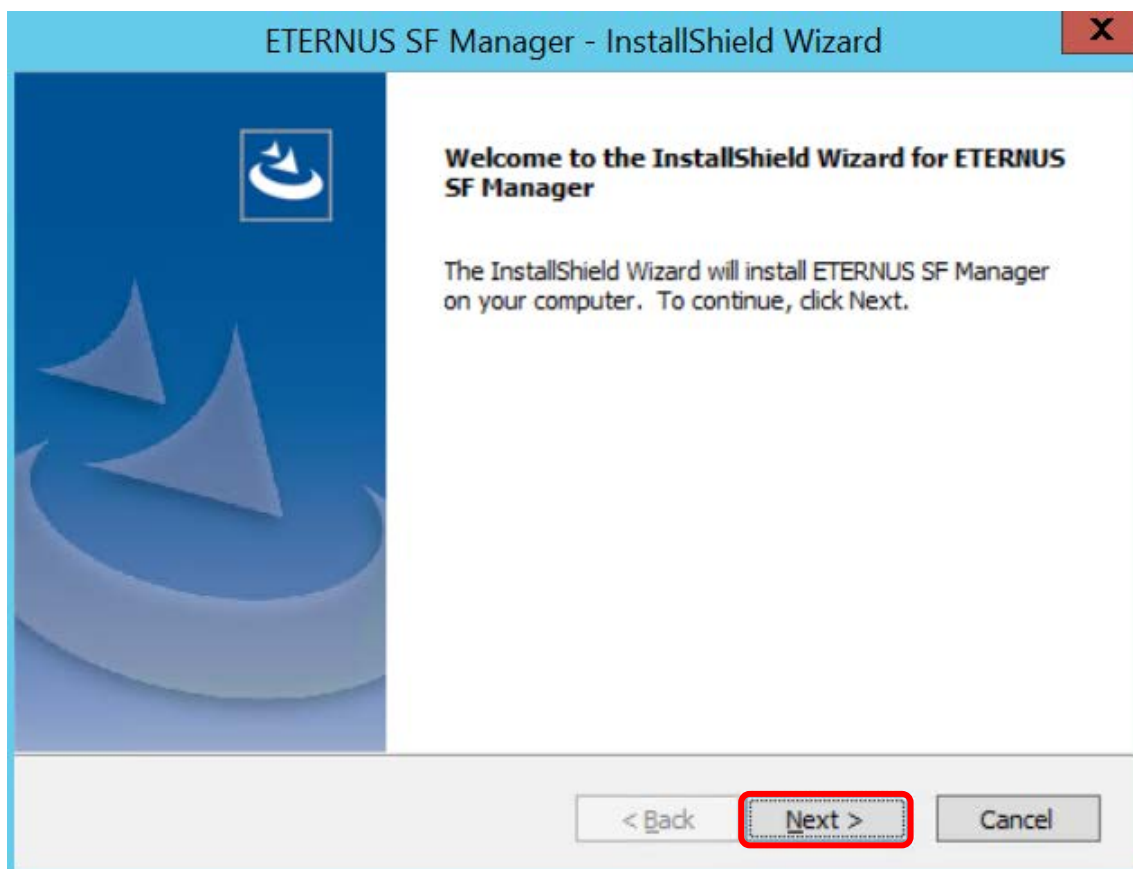 ETERNUS SF Manager - InstallShield Wizard
X
Welcome to the InstallShield Wizard for ETERNUS
SF Manager
The InstallShield Wizard will install ETERNUS SF Manager
on your computer. To continue, click Next.
< Back
Next >
Cancel